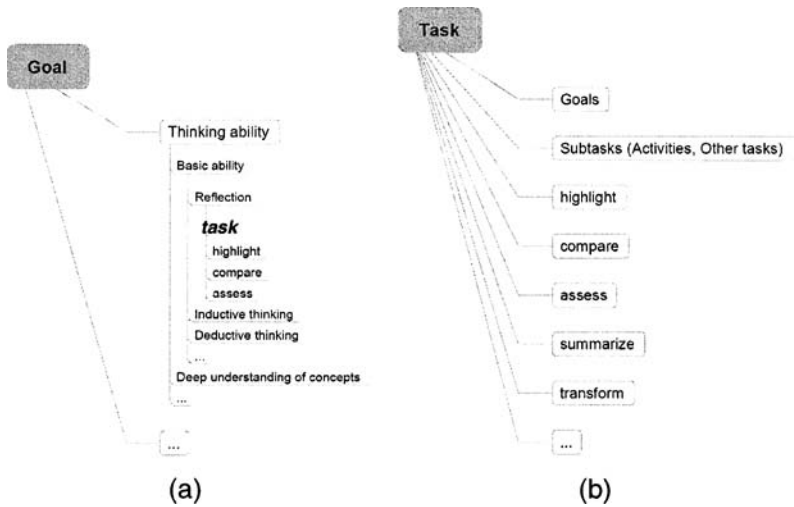 Goal
Thinking ability
Basic ability
Reflection
task
highlight
compare
assess
Inductive thinking
Deductive thinking
...
Deep understanding of concepts
...
...
(a)
Task
Goals
Subtasks (Activities, Other tasks)
highlight
compare
assess
summarize
transform
...
(b)